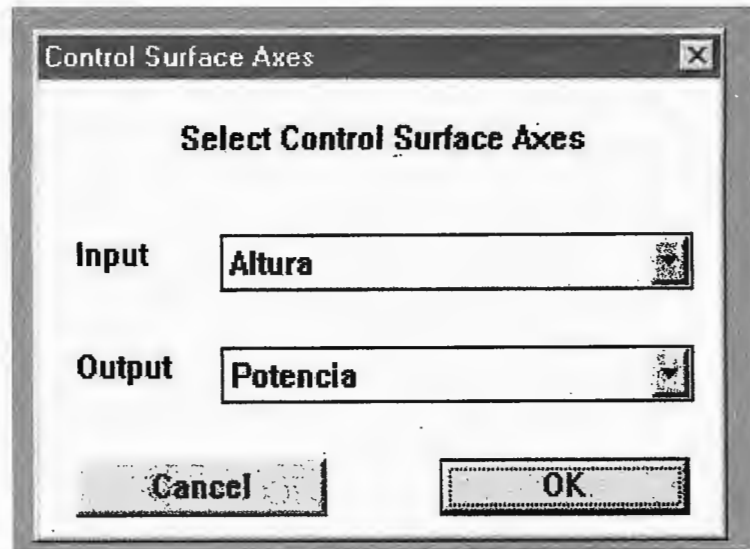 Control Surface Axes
Select Control Surface Axes
Input Altura
Output Potencia
Cancel OK